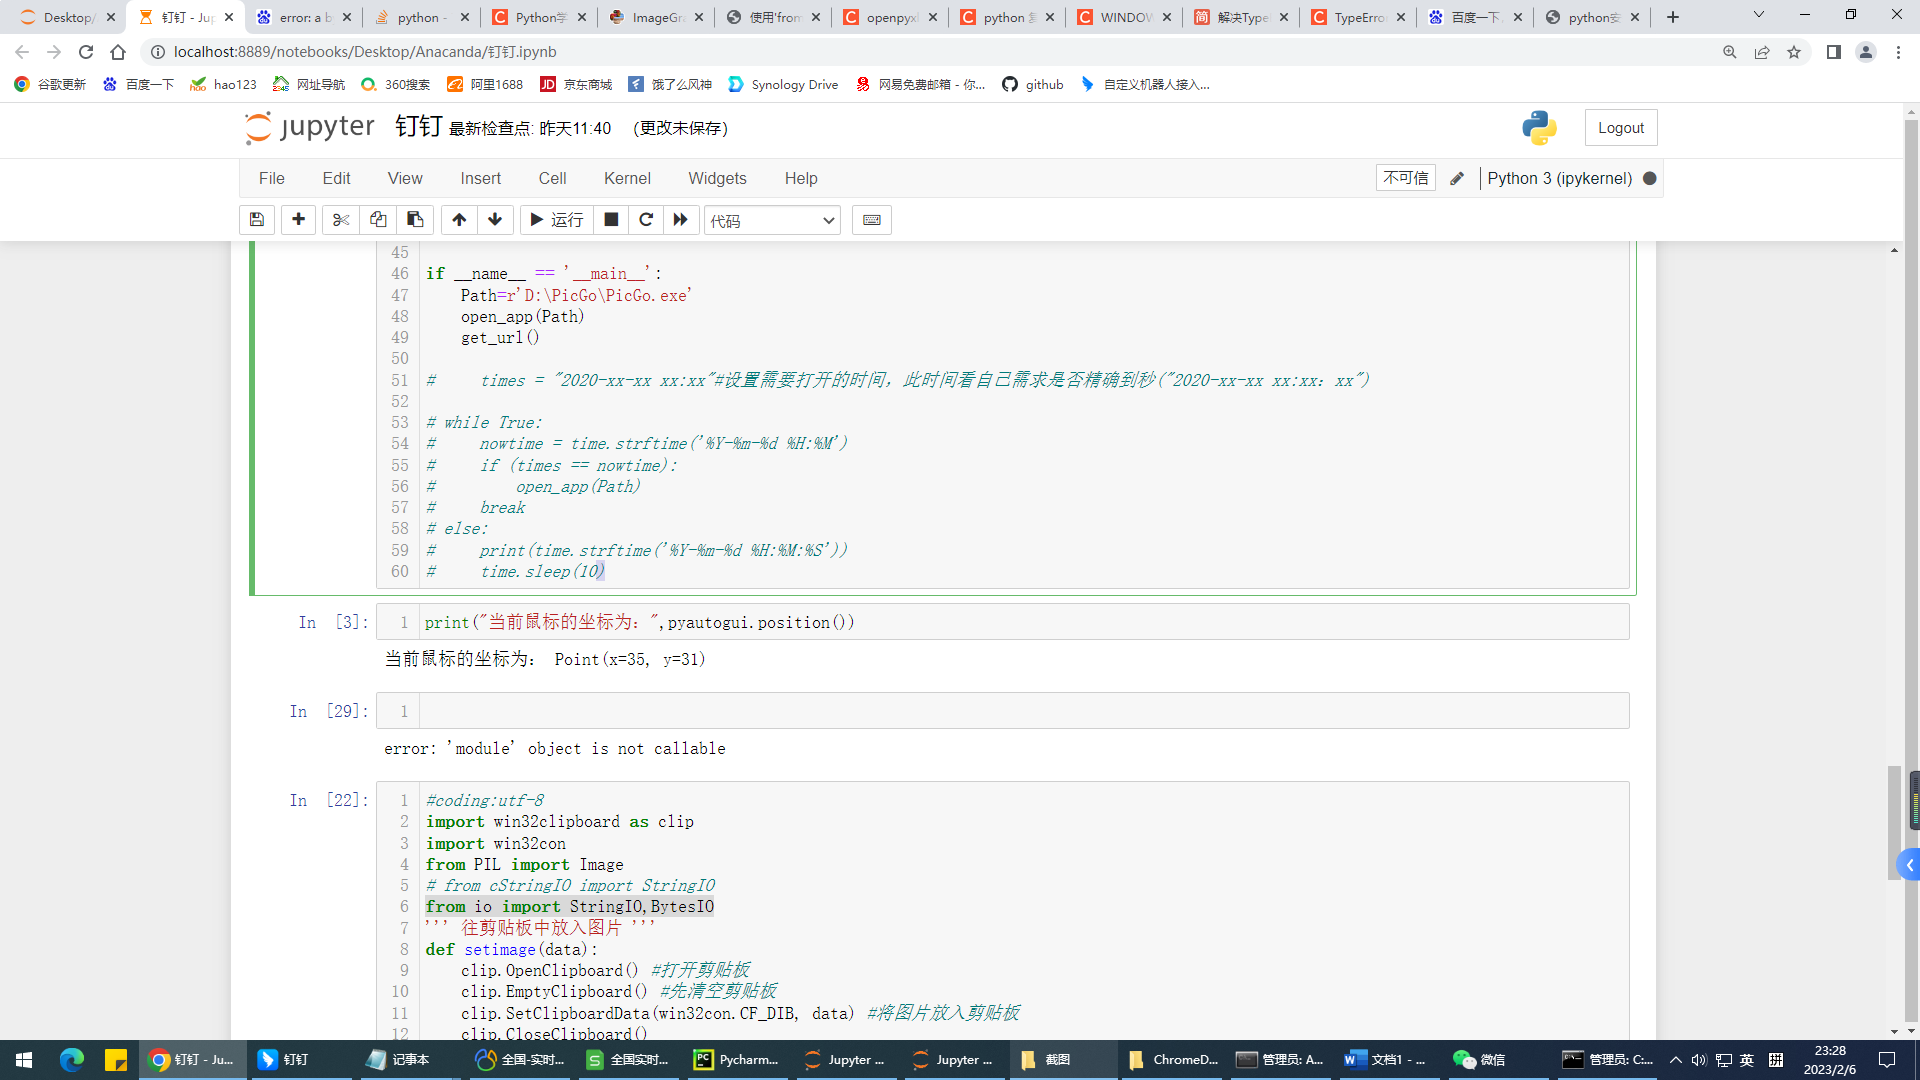 Desktop/
钉钉 - Jup
error: a b
python -
Python学
ImageGra
使用'from
openpyxl
python 复
WINDOW
解决Type
TypeErro
百度一下,
python安
localhost:8889/notebooks/Desktop/Anacanda/钉钉.ipynb
谷歌更新
百度一下
hao123
网址导航
360搜索
阿里1688
京东商城
饿了么风神
Synology Drive
网易免费邮箱 - 你...
github
自定义机器人接入...
jupyter 钉钉 最新检查点: 昨天11:40 (更改未保存)
Logout
File Edit View Insert Cell Kernel Widgets Help
不可信
Python 3 (ipykernel)
运行
代码
45
46 if __name__ == '__main__':
47 Path=r'D:\PicGo\PicGo.exe'
48 open_app(Path)
49 get_url()
50
51 # times = "2020-xx-xx xx:xx"#设置需要打开的时间，此时间看自己需求是否精确到秒("2020-xx-xx xx:xx：xx")
52
53 # while True:
54 # nowtime = time.strftime('%Y-%m-%d %H:%M')
55 # if (times == nowtime):
56 # open_app(Path)
57 # break
58 # else:
59 # print(time.strftime('%Y-%m-%d %H:%M:%S'))
60 # time.sleep(10)
In [3]: 1 print("当前鼠标的坐标为：",pyautogui.position())
当前鼠标的坐标为： Point(x=35, y=31)
In [29]: 1
error: 'module' object is not callable
In [22]: 1 #coding:utf-8
2 import win32clipboard as clip
3 import win32con
4 from PIL import Image
5 # from cStringIO import StringIO
6 from io import StringIO,BytesIO
7 ''' 往剪贴板中放入图片 '''
8 def setimage(data):
9 clip.OpenClipboard() #打开剪贴板
10 clip.EmptyClipboard() #先清空剪贴板
11 clip.SetClipboardData(win32con.CF_DIB, data) #将图片放入剪贴板
12 clip.CloseClipboard()
钉钉 - Ju...
钉钉
记事本
全国-实时...
全国实时...
Pycharm...
Jupyter ...
Jupyter ...
截图
ChromeD...
管理员: A...
文档1 - ...
微信
管理员: C:...
英
拼
23:28
2023/2/6